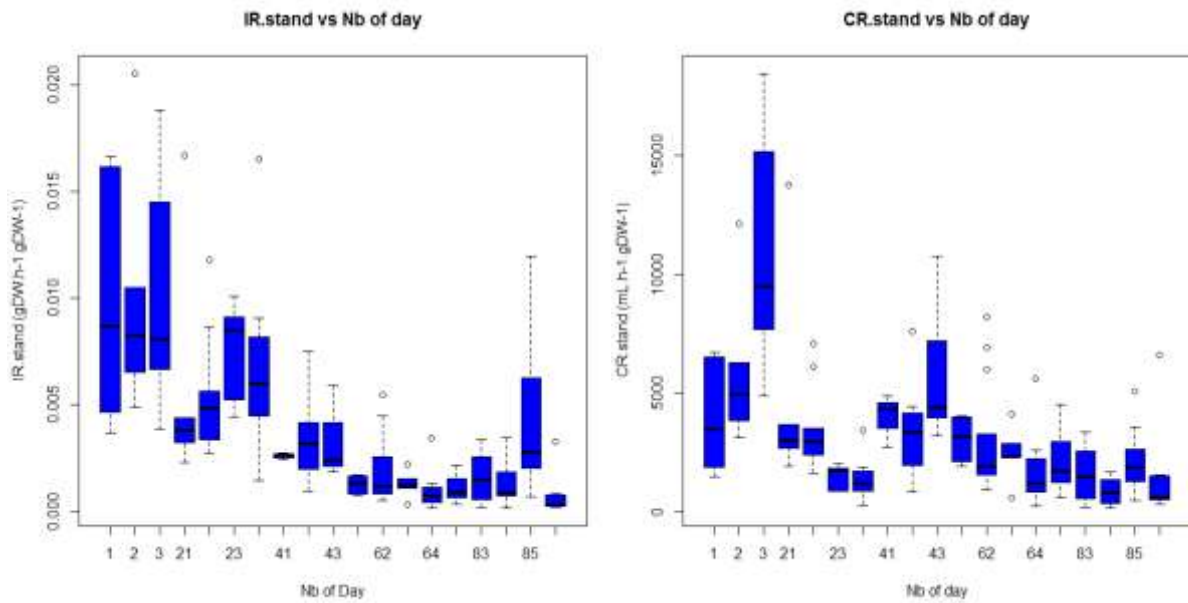 IR.stand vs Nb of day
IR.stand (gDW.h-1 gDW-1)
0.020
0.015
0.010
0.005
0.000
1 2 3 21 23 41 43 62 64 83 85
Nb of Day
CR.stand vs Nb of day
CR.stand (mL h-1 gDW-1)
15000
10000
5000
0
1 2 3 21 23 41 43 62 64 83 85
Nb of day